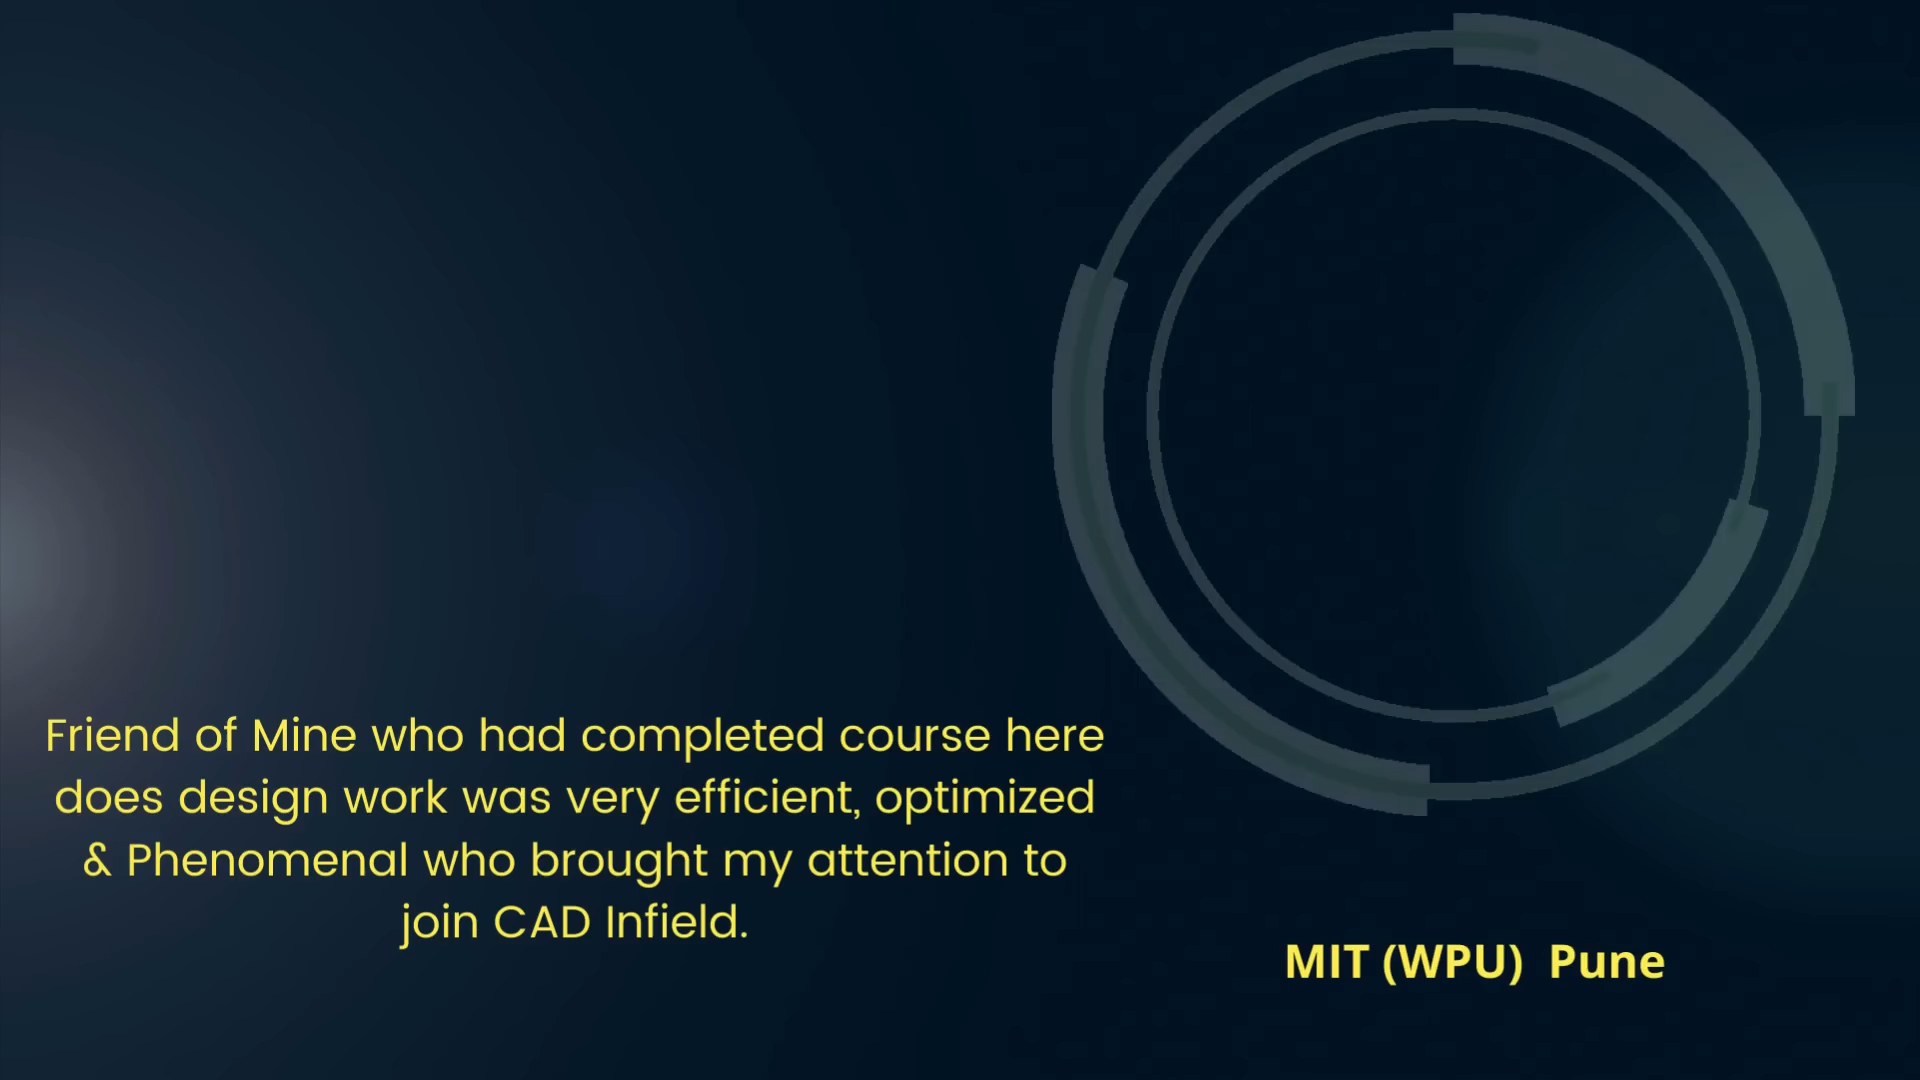 Friend of Mine who had completed course here
does design work was very efficient, optimized
& Phenomenal who brought my attention to
join CAD Infield.
MIT (WPU) Pune